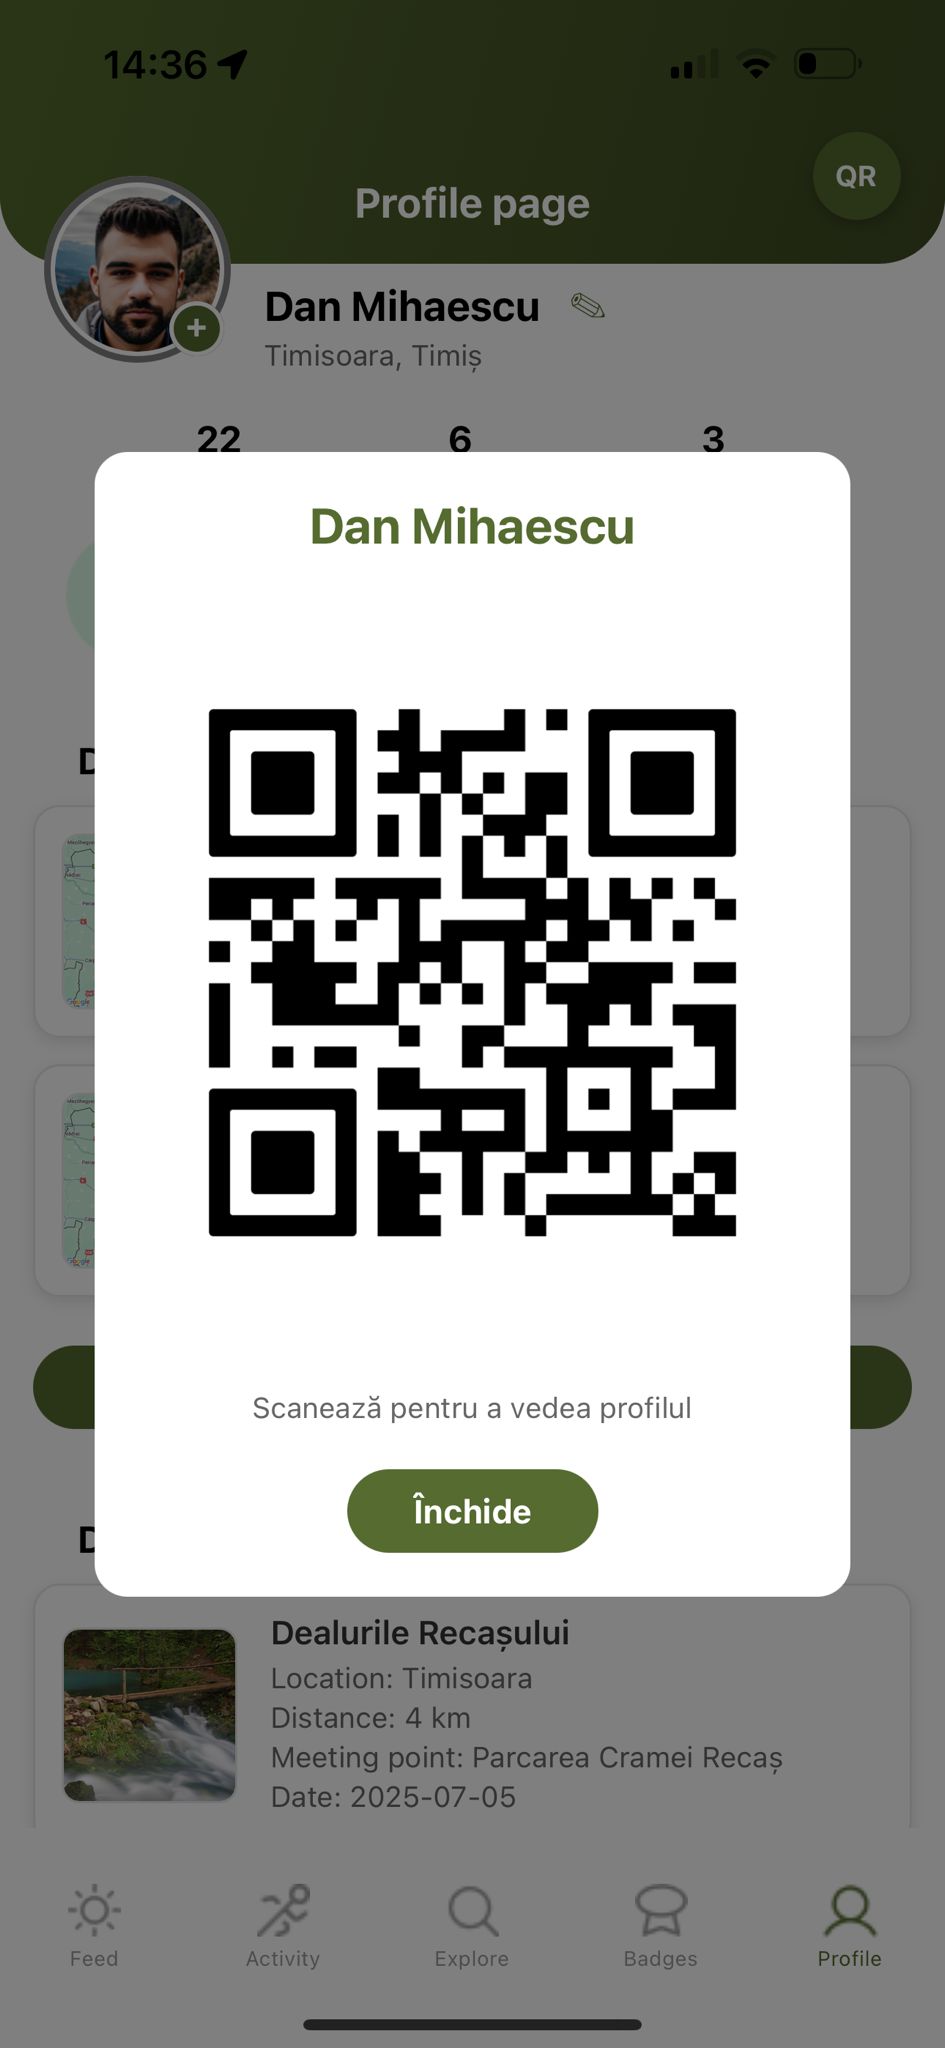 14:36
QR
Profile page
Dan Mihaescu
Timisoara, Timiș
22 6 3
Dan Mihaescu
Scanează pentru a vedea profilul
Închide
Dealurile Recașului
Location: Timisoara
Distance: 4 km
Meeting point: Parcarea Cramei Recaș
Date: 2025-07-05
Feed Activity Explore Badges Profile